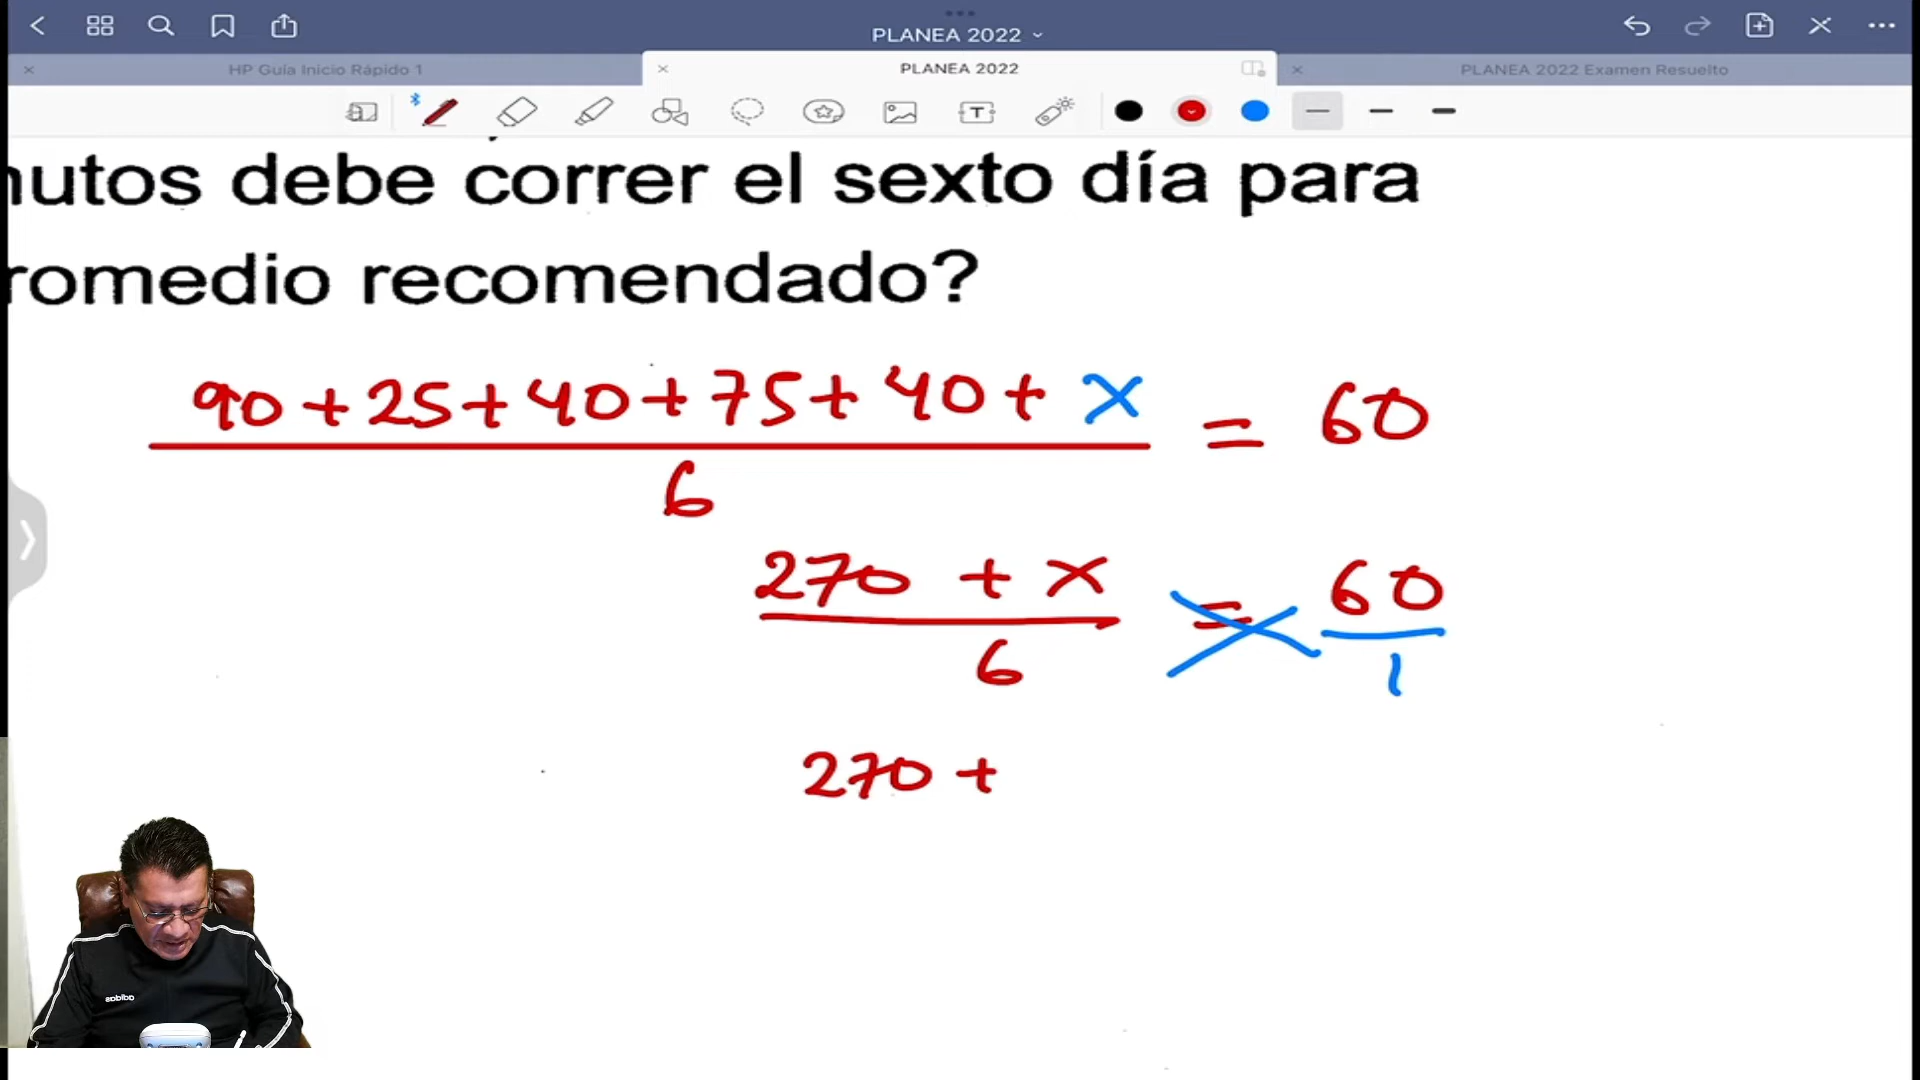 PLANEA 2022
HP Guía Inicio Rápido 1
PLANEA 2022
PLANEA 2022 Examen Resuelto
T
nutos debe correr el sexto día para
romedio recomendado?
90+25+40+75+40+ x = 60
6
270 + x = 60
6 1
270 +
adidas